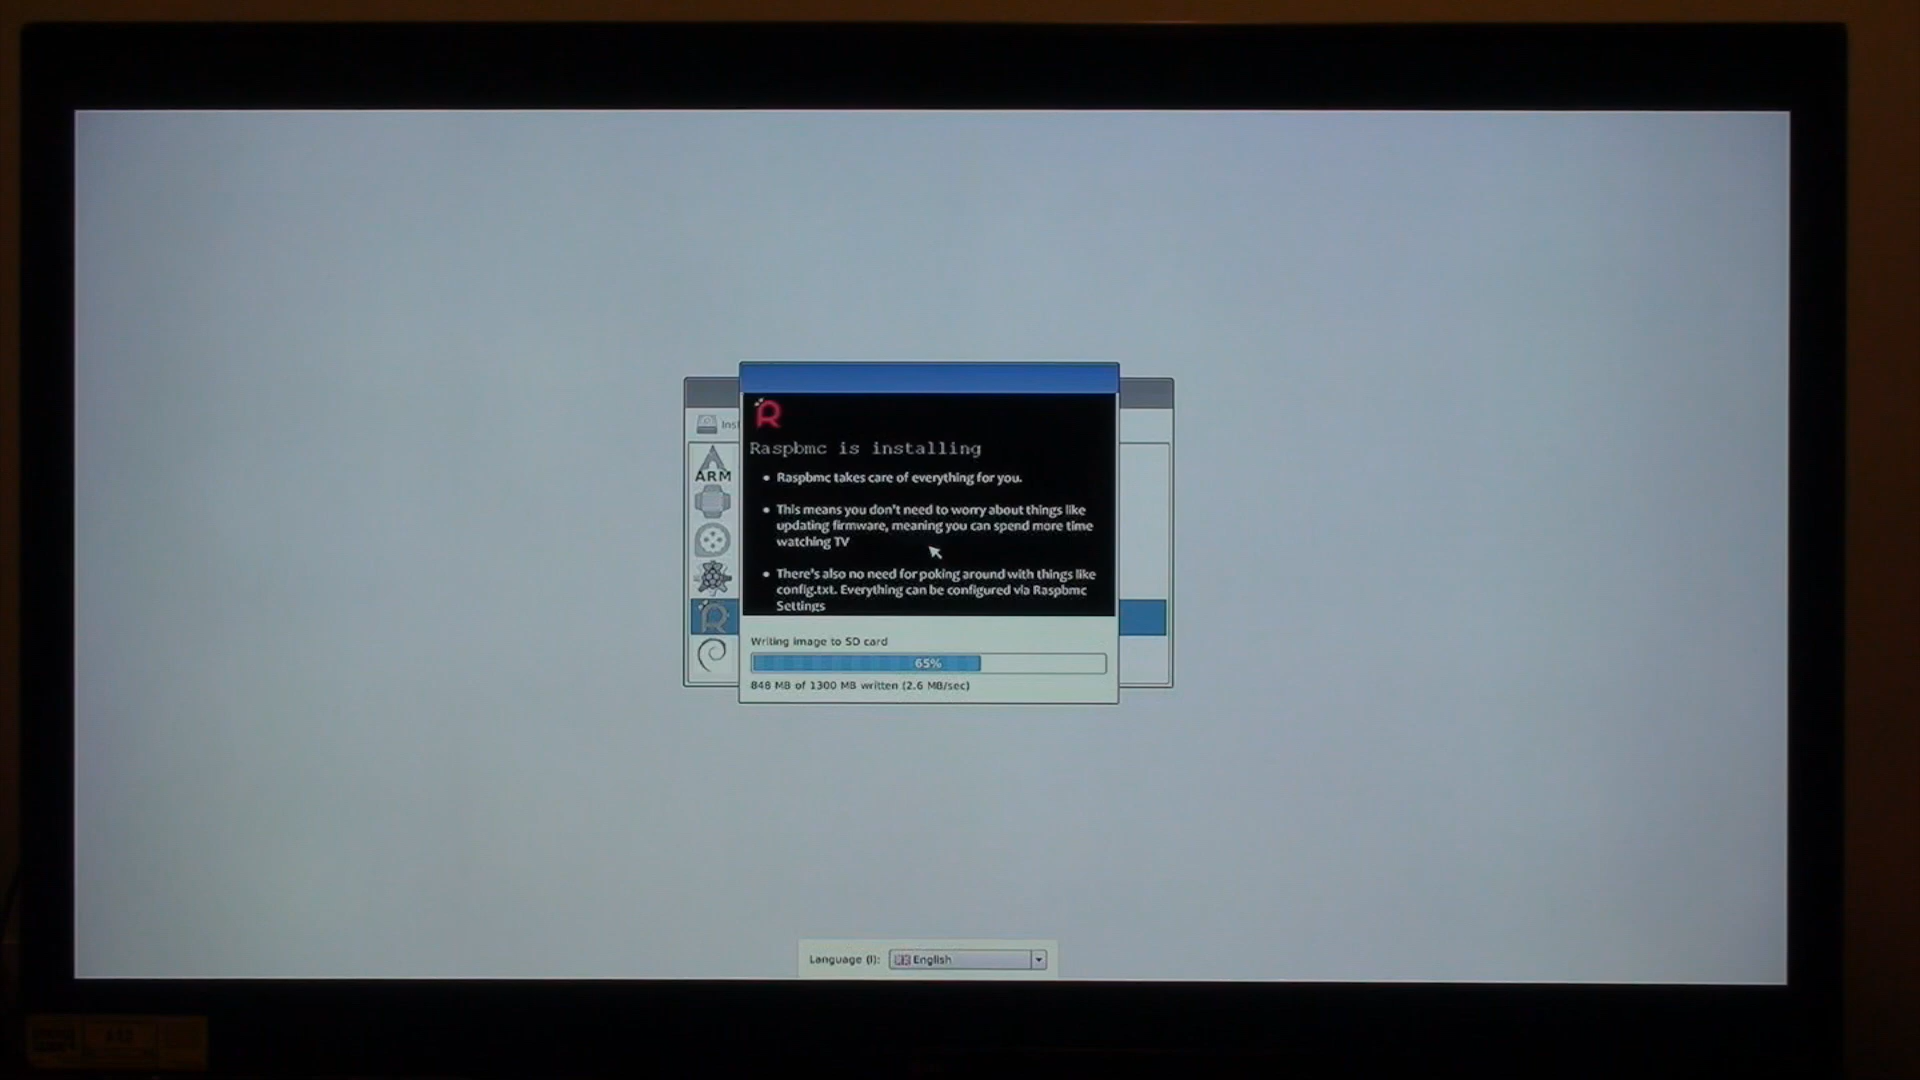 Inst
ARM
Raspbmc is installing
• Raspbmc takes care of everything for you.
• This means you don't need to worry about things like
updating firmware, meaning you can spend more time
watching TV
• There's also no need for poking around with things like
config.txt. Everything can be configured via Raspbmc
Settings
Writing image to SD card
65%
848 MB of 1300 MB written (2.6 MB/sec)
Language (l): English